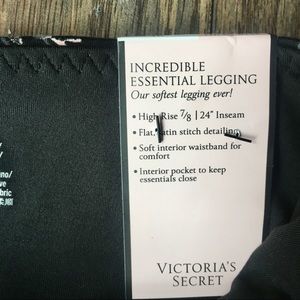 INCREDIBLE
ESSENTIAL LEGGING
Our softest legging ever!
• High Rise 7/8 | 24" Inseam
• Flat, satin stitch detailing
• Soft interior waistband for
comfort
• Interior pocket to keep
essentials close
VICTORIA'S
SECRET